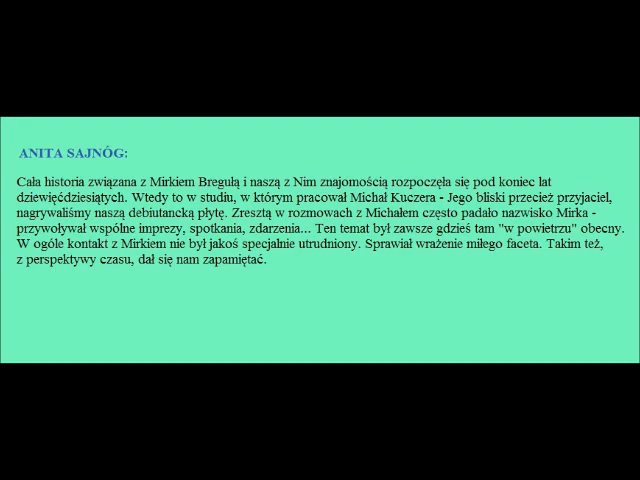 ANITA SAJNÓG:
Cała historia związana z Mirkiem Bregułą i naszą z Nim znajomością rozpoczęła się pod koniec lat
dziewięćdziesiątych. Wtedy to w studiu, w którym pracował Michał Kuczera - Jego bliski przecież przyjaciel,
nagrywaliśmy naszą debiutancką płytę. Zresztą w rozmowach z Michałem często padało nazwisko Mirka -
przywoływał wspólne imprezy, spotkania, zdarzenia... Ten temat był zawsze gdzieś tam "w powietrzu" obecny.
W ogóle kontakt z Mirkiem nie był jakoś specjalnie utrudniony. Sprawiał wrażenie miłego faceta. Takim też,
z perspektywy czasu, dał się nam zapamiętać.